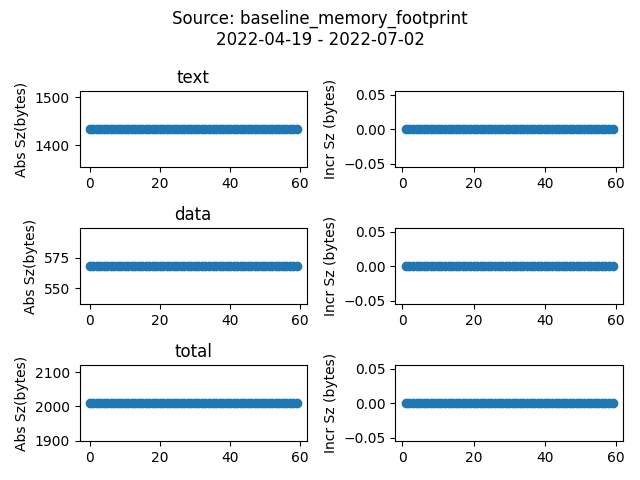 Source: baseline_memory_footprint
2022-04-19 - 2022-07-02
text
Abs Sz(bytes)
1500
1400
0 20 40 60
Incr Sz (bytes)
0.05
0.00
−0.05
0 20 40 60
data
Abs Sz(bytes)
575
550
0 20 40 60
Incr Sz (bytes)
0.05
0.00
−0.05
0 20 40 60
total
Abs Sz(bytes)
2100
2000
1900
0 20 40 60
Incr Sz (bytes)
0.05
0.00
−0.05
0 20 40 60